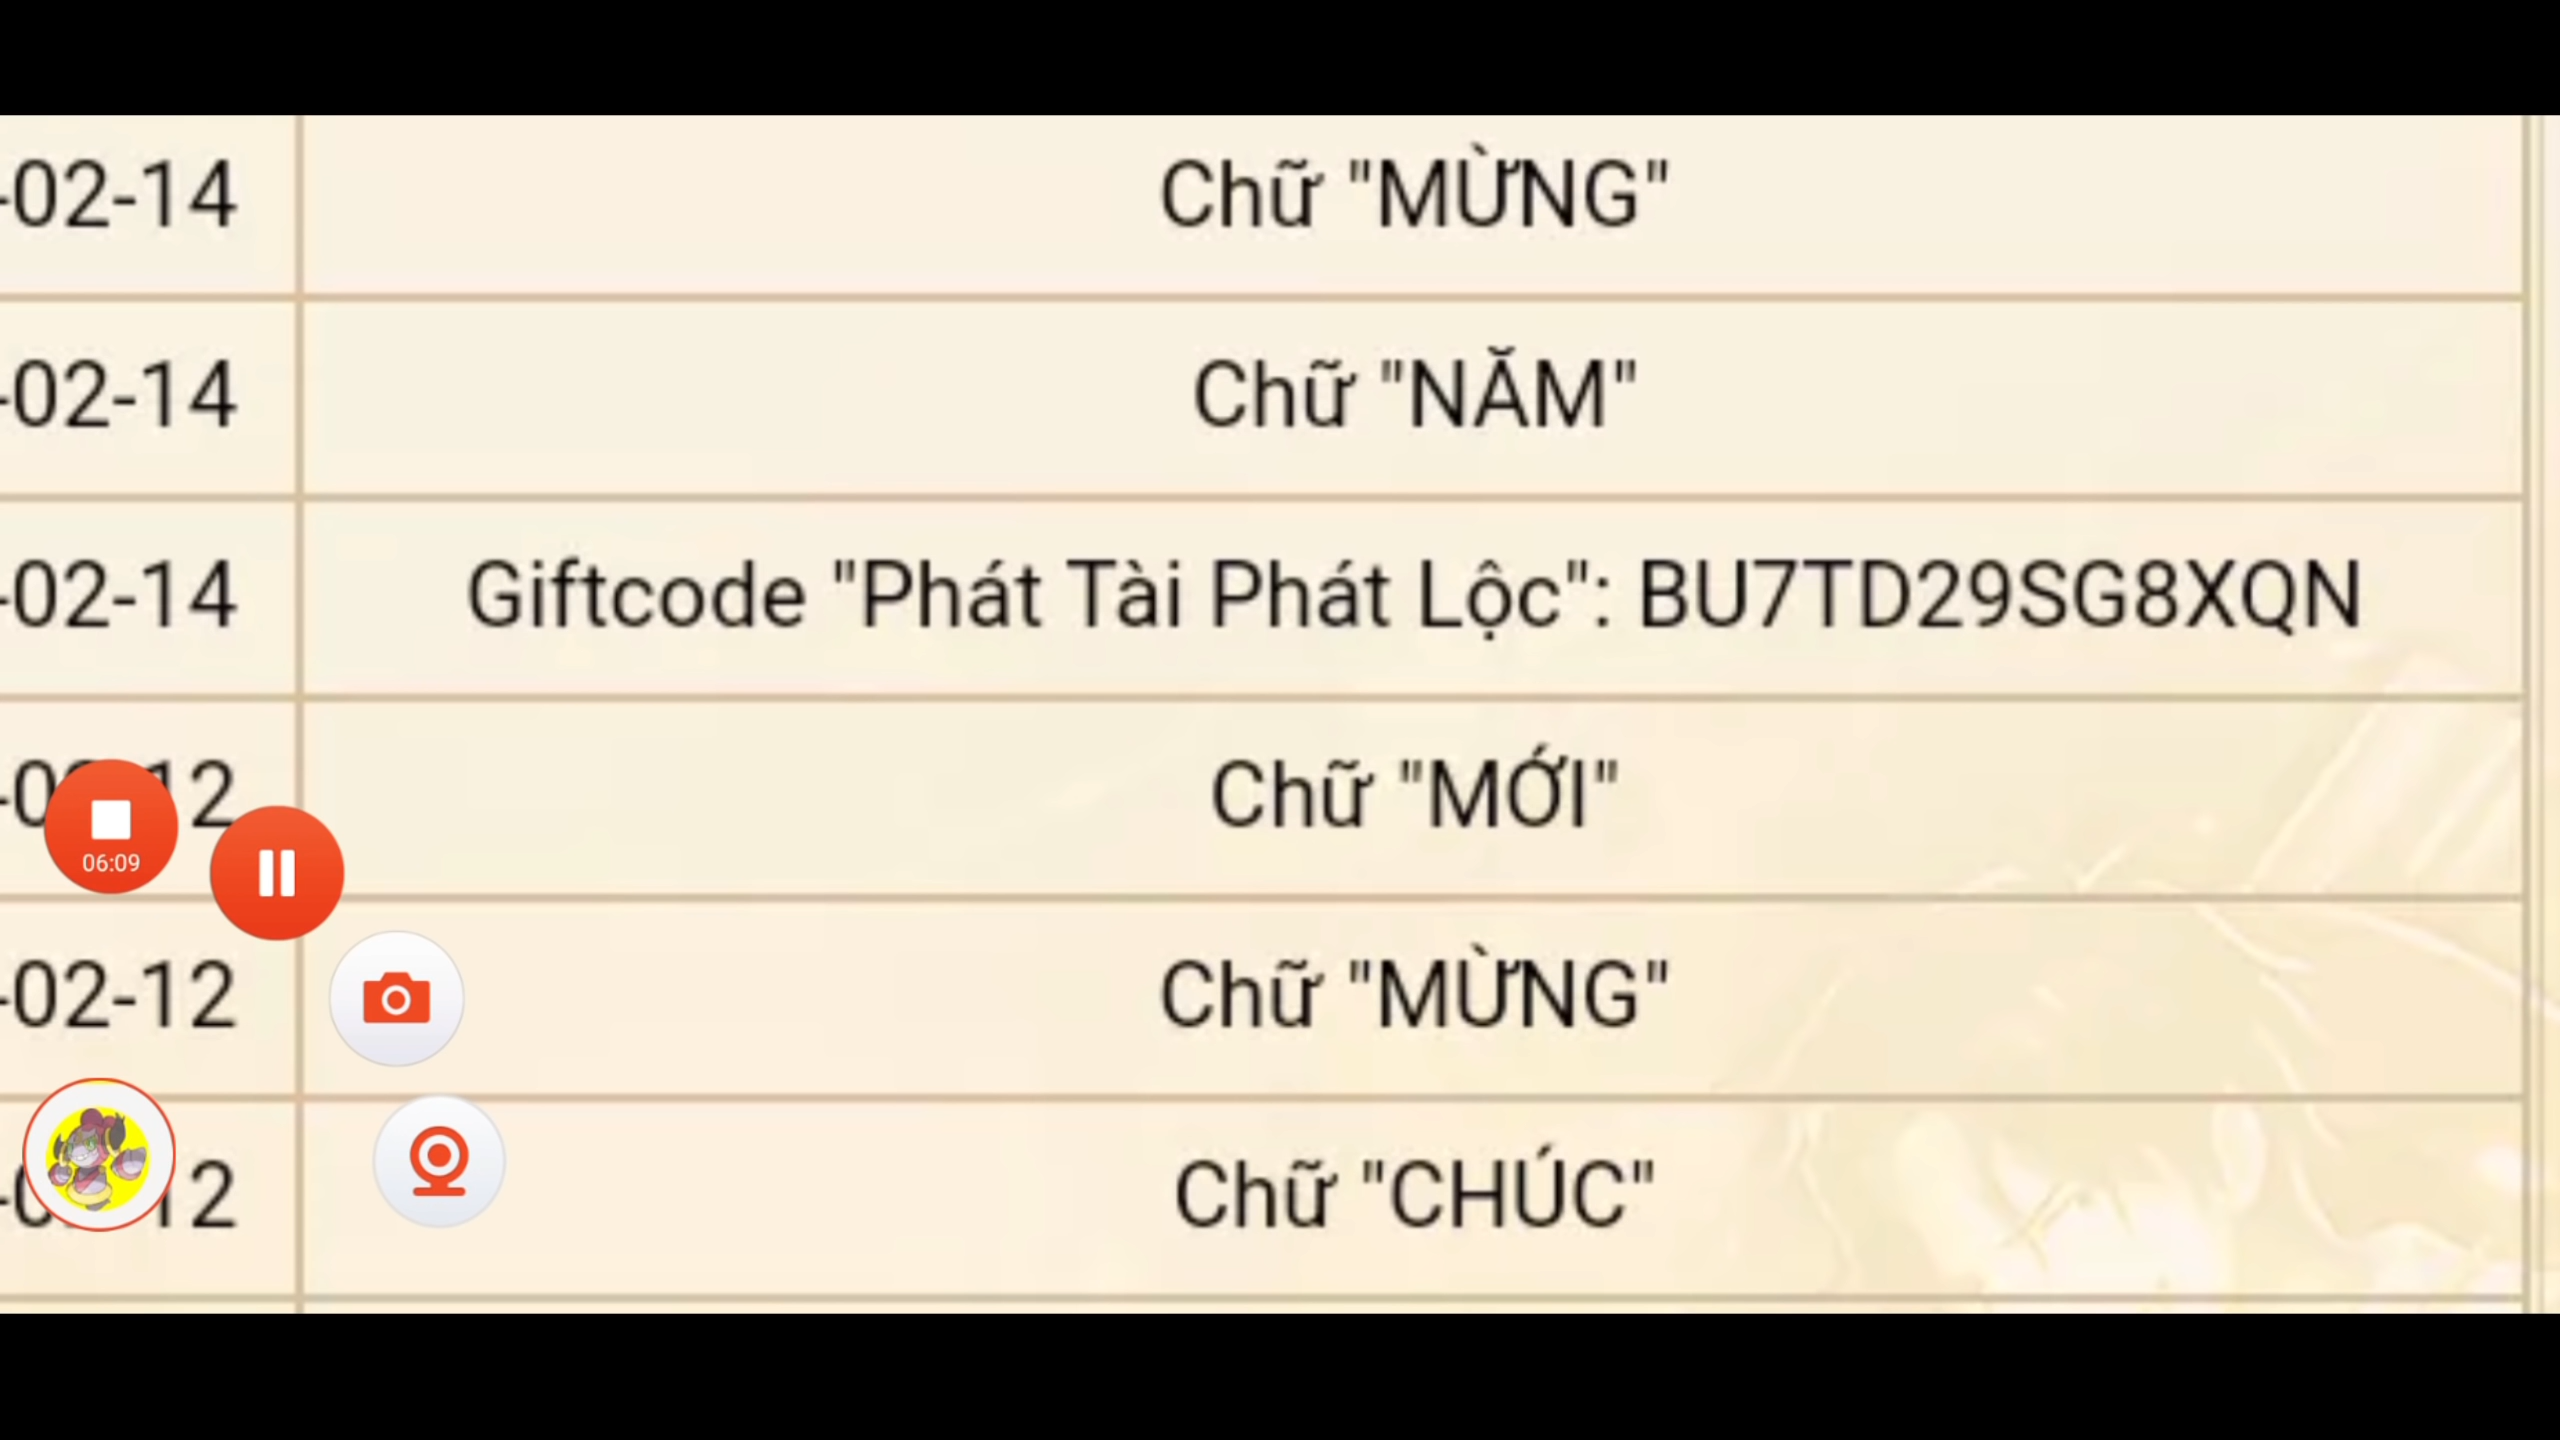 -02-14 Chữ "MỪNG"
-02-14 Chữ "NĂM"
-02-14 Giftcode "Phát Tài Phát Lộc": BU7TD29SG8XQN
Chữ "MỚI"
06:09
-02-12 Chữ "MỪNG"
Chữ "CHÚC"